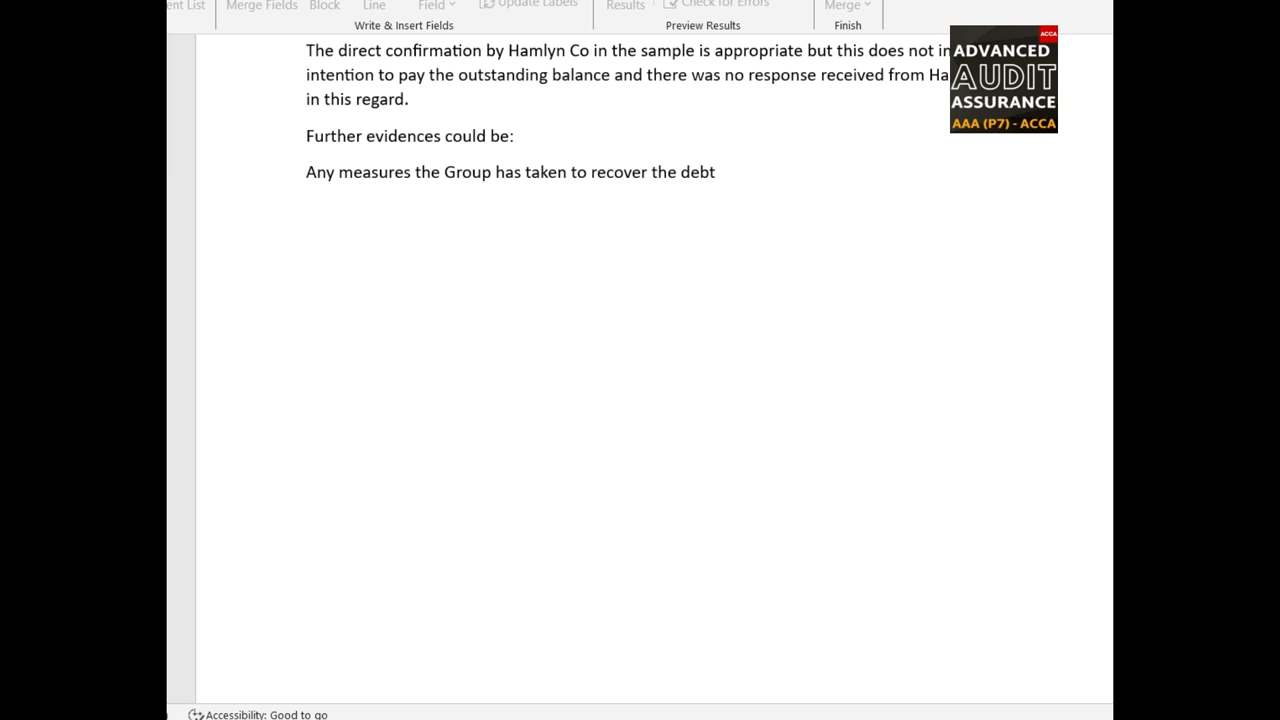 ent List Merge Fields Block Line Field Update Labels Results Check for Errors Merge
Write & Insert Fields Preview Results Finish
The direct confirmation by Hamlyn Co in the sample is appropriate but this does not in
intention to pay the outstanding balance and there was no response received from Ha
in this regard.
Further evidences could be:
Any measures the Group has taken to recover the debt
ACCA
ADVANCED
AUDIT
ASSURANCE
AAA (P7) - ACCA
Accessibility: Good to go